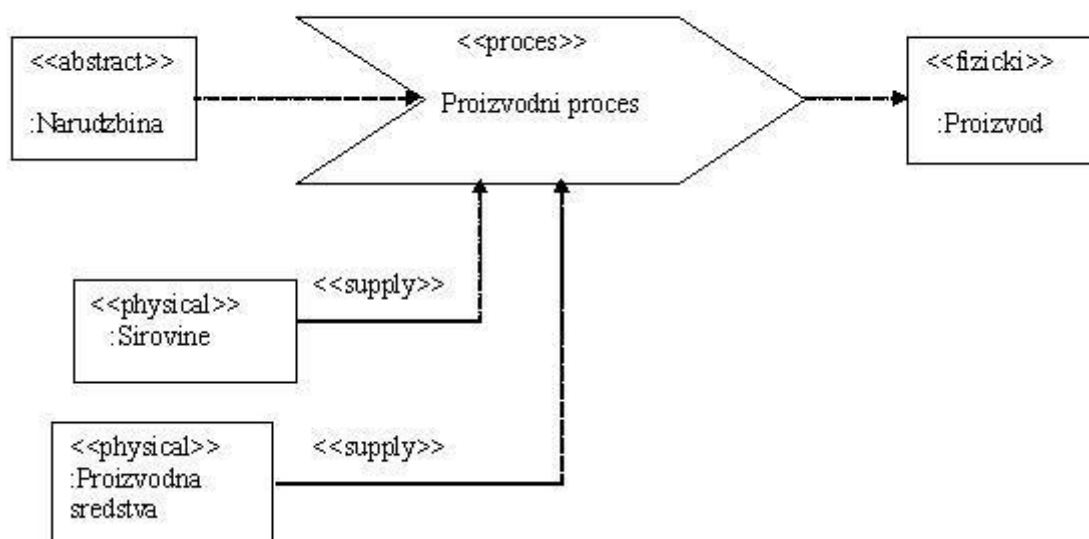 <<abstract>>
:Narudzbina
<<proces>>
Proizvodni proces
<<fizicki>>
:Proizvod
<<physical>>
:Sirovine
<<supply>>
<<physical>>
:Proizvodna
sredstva
<<supply>>